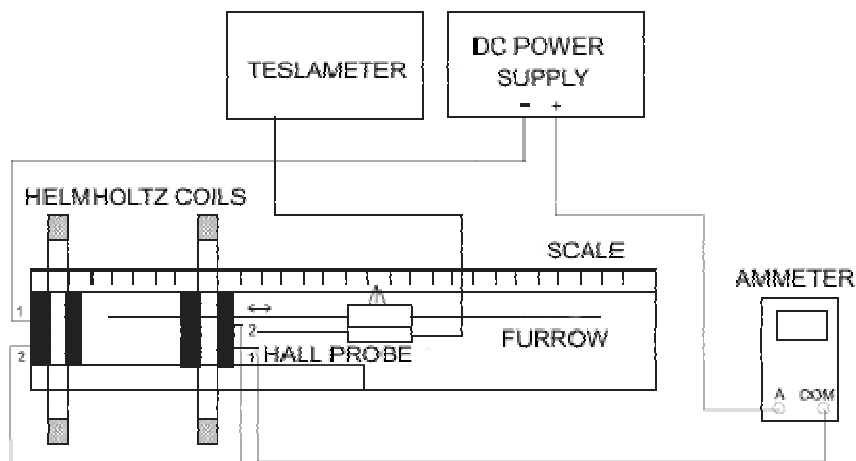 TESLAMETER
DC POWER
SUPPLY
− +
HELMHOLTZ COILS
SCALE
AMMETER
1
2
2
1
HALL PROBE
FURROW
A COM